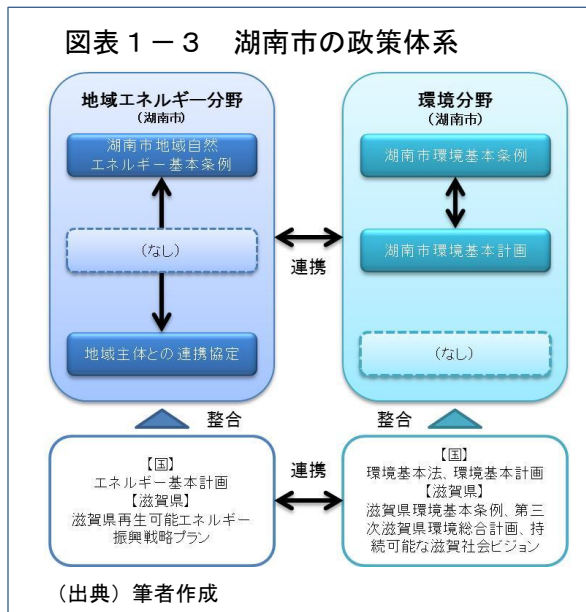 図表１－３　湖南市の政策体系
地域エネルギー分野
（湖南市）
湖南市地域自然
エネルギー基本条例
（なし）
地域主体との連携協定
連携
環境分野
（湖南市）
湖南市環境基本条例
湖南市環境基本計画
（なし）
整合
整合
【国】
エネルギー基本計画
【滋賀県】
滋賀県再生可能エネルギー
振興戦略プラン
連携
【国】
環境基本法、環境基本計画
【滋賀県】
滋賀県環境基本条例、第三
次滋賀県環境総合計画、持
続可能な滋賀社会ビジョン
（出典）筆者作成